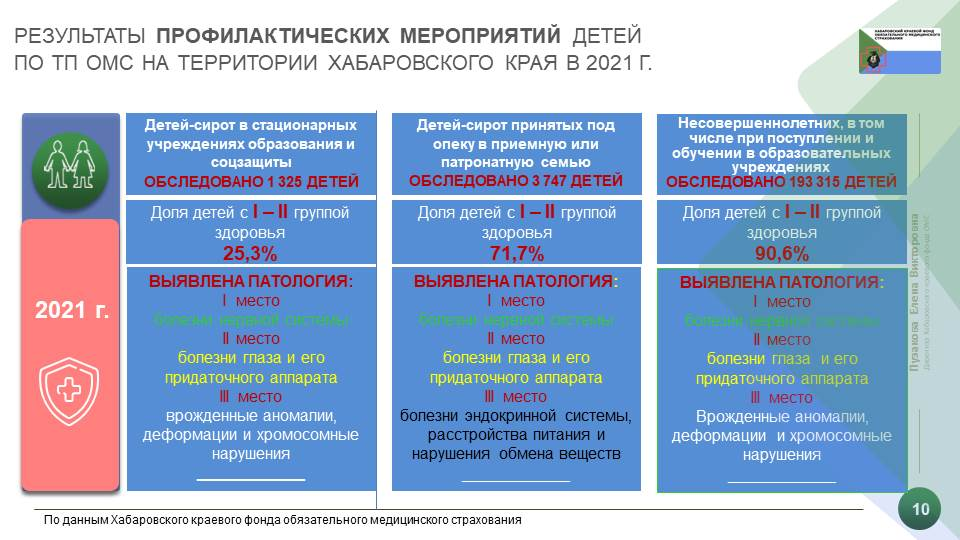 РЕЗУЛЬТАТЫ ПРОФИЛАКТИЧЕСКИХ МЕРОПРИЯТИЙ ДЕТЕЙ
ПО ТП ОМС НА ТЕРРИТОРИИ ХАБАРОВСКОГО КРАЯ В 2021 Г.
ХАБАРОВСКИЙ КРАЕВОЙ ФОНД
ОБЯЗАТЕЛЬНОГО МЕДИЦИНСКОГО
СТРАХОВАНИЯ
2021 г.
Детей-сирот в стационарных
учреждениях образования и
соцзащиты
ОБСЛЕДОВАНО 1 325 ДЕТЕЙ
Доля детей с I – II группой
здоровья
25,3%
ВЫЯВЛЕНА ПАТОЛОГИЯ:
I место
болезни нервной системы
II место
болезни глаза и его
придаточного аппарата
III место
врожденные аномалии,
деформации и хромосомные
нарушения
Детей-сирот принятых под
опеку в приемную или
патронатную семью
ОБСЛЕДОВАНО 3 747 ДЕТЕЙ
Доля детей с I – II группой
здоровья
71,7%
ВЫЯВЛЕНА ПАТОЛОГИЯ:
I место
болезни нервной системы
II место
болезни глаза и его
придаточного аппарата
III место
болезни эндокринной системы,
расстройства питания и
нарушения обмена веществ
Несовершеннолетних, в том
числе при поступлении и
обучении в образовательных
учреждениях
ОБСЛЕДОВАНО 193 315 ДЕТЕЙ
Доля детей с I – II группой
здоровья
90,6%
ВЫЯВЛЕНА ПАТОЛОГИЯ:
I место
болезни нервной системы
II место
болезни глаза и его
придаточного аппарата
III место
Врожденные аномалии,
деформации и хромосомные
нарушения
Пузакова Елена Викторовна
Директор Хабаровского краевого фонда ОМС
По данным Хабаровского краевого фонда обязательного медицинского страхования
10